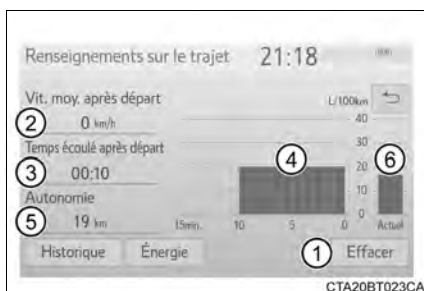 Renseignements sur le trajet 21:18
Vit. moy. après départ L/100km
2 0 km/h 40
Temps écoulé après départ 30
3 00:10 4 20 6
Autonomie 10
5 19 km 15min. 10 5 0 0 Actuel
Historique Énergie 1 Effacer
CTA20BT023CA